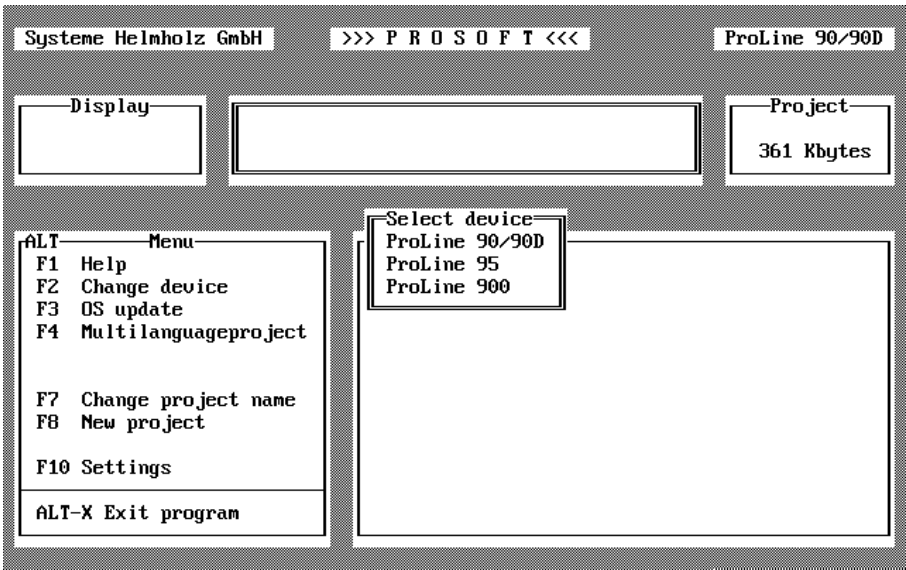 Systeme Helmholz GmbH
>>> P R O S O F T <<<
ProLine 90/90D
Display
Project
361 Kbytes
ALT Menu
F1 Help
F2 Change device
F3 OS update
F4 Multilanguageproject
F7 Change project name
F8 New project
F10 Settings
ALT-X Exit program
Select device
ProLine 90/90D
ProLine 95
ProLine 900